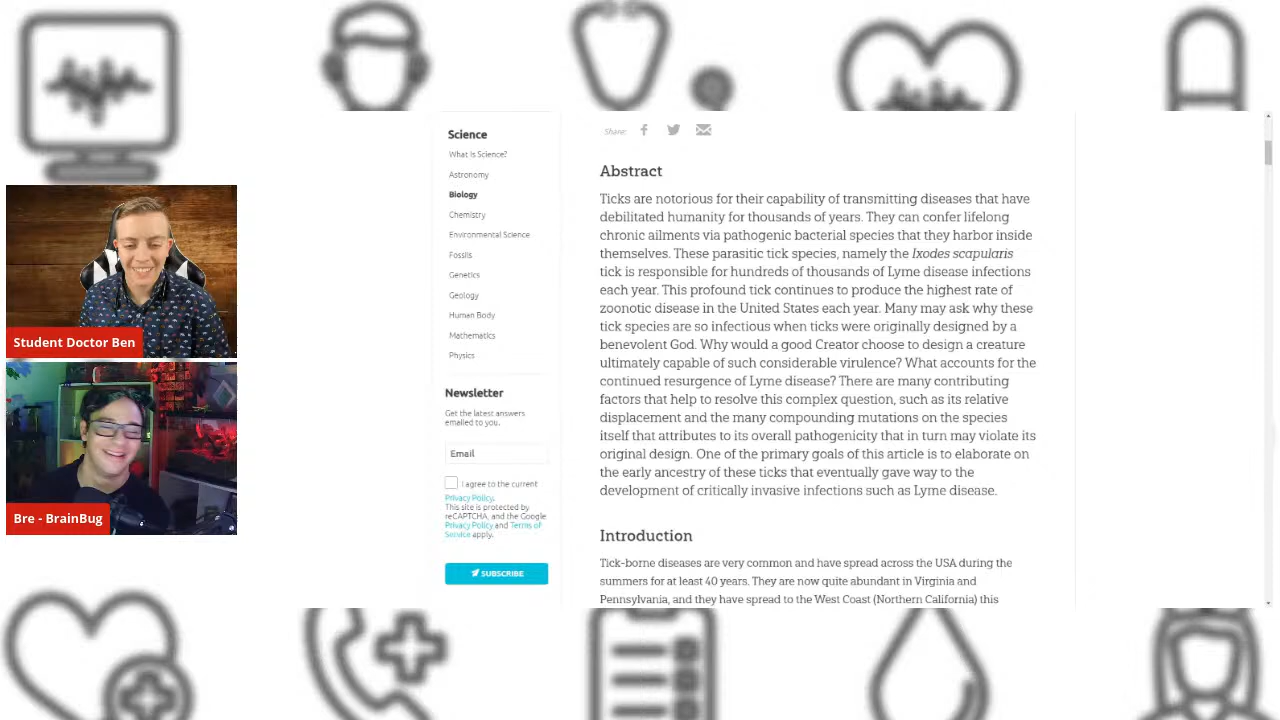 Share:
Science
What Is Science?
Astronomy
Biology
Chemistry
Environmental Science
Fossils
Genetics
Geology
Human Body
Mathematics
Physics
Newsletter
Get the latest answers
emailed to you.
Email
I agree to the current
Privacy Policy.
This site is protected by
reCAPTCHA, and the Google
Privacy Policy and Terms of
Service apply.
SUBSCRIBE
Abstract
Ticks are notorious for their capability of transmitting diseases that have
debilitated humanity for thousands of years. They can confer lifelong
chronic ailments via pathogenic bacterial species that they harbor inside
themselves. These parasitic tick species, namely the Ixodes scapularis
tick is responsible for hundreds of thousands of Lyme disease infections
each year. This profound tick continues to produce the highest rate of
zoonotic disease in the United States each year. Many may ask why these
tick species are so infectious when ticks were originally designed by a
benevolent God. Why would a good Creator choose to design a creature
ultimately capable of such considerable virulence? What accounts for the
continued resurgence of Lyme disease? There are many contributing
factors that help to resolve this complex question, such as its relative
displacement and the many compounding mutations on the species
itself that attributes to its overall pathogenicity that in turn may violate its
original design. One of the primary goals of this article is to elaborate on
the early ancestry of these ticks that eventually gave way to the
development of critically invasive infections such as Lyme disease.
Introduction
Tick-borne diseases are very common and have spread across the USA during the
summers for at least 40 years. They are now quite abundant in Virginia and
Pennsylvania, and they have spread to the West Coast (Northern California) this
Student Doctor Ben
Bre - BrainBug